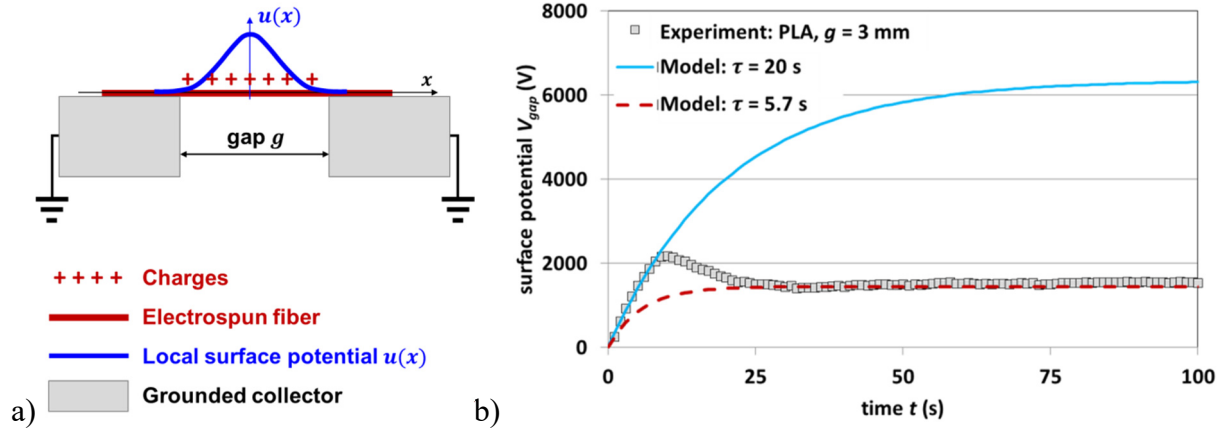 u(x)
+ + + + + + +
x
gap g
++++ Charges
Electrospun fiber
Local surface potential u(x)
Grounded collector
a)
8000
6000
4000
2000
0
surface potential Vgap (V)
Experiment: PLA, g = 3 mm
Model: τ = 20 s
Model: τ = 5.7 s
0 25 50 75 100
time t (s)
b)